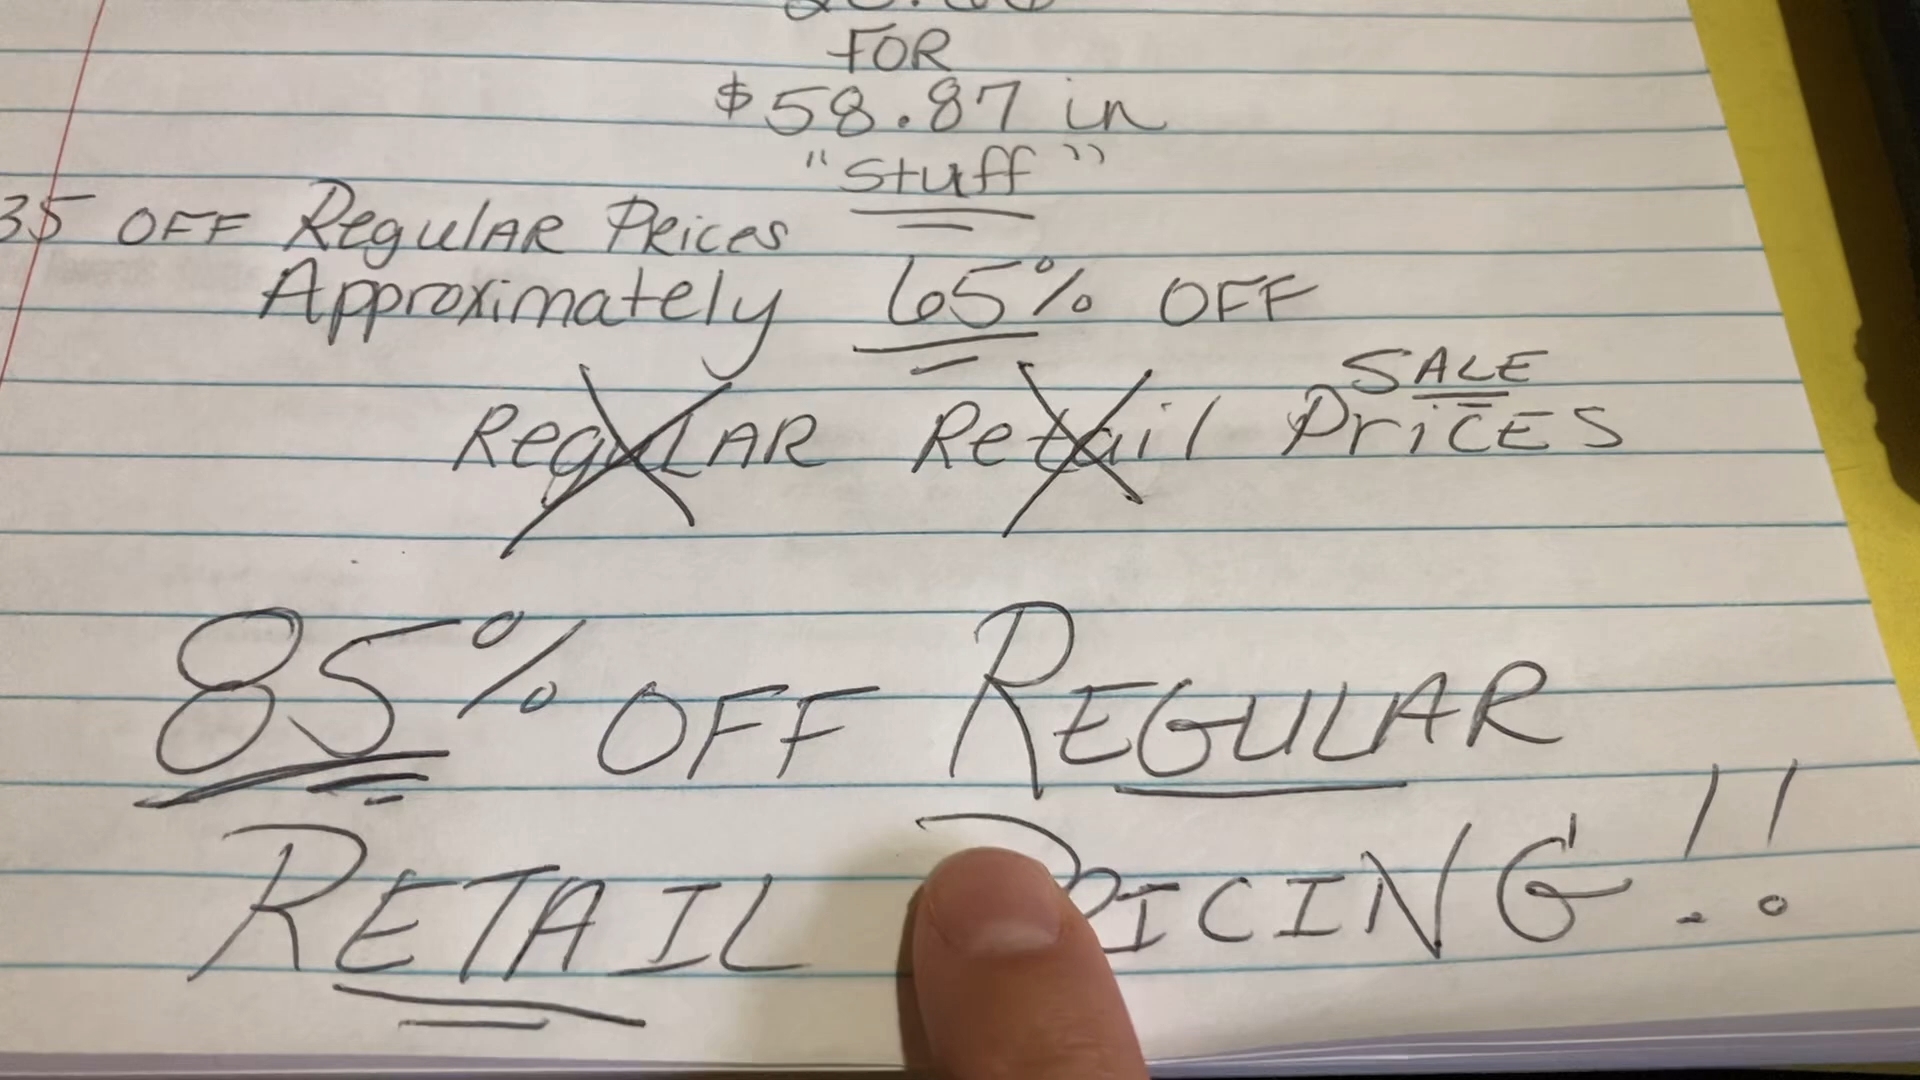 FOR
$58.87 in
"Stuff"
35 OFF Regular Prices
Approximately 65% OFF
SALE
Regular Retail Prices
85% OFF REGULAR
RETAIL PRICING!!